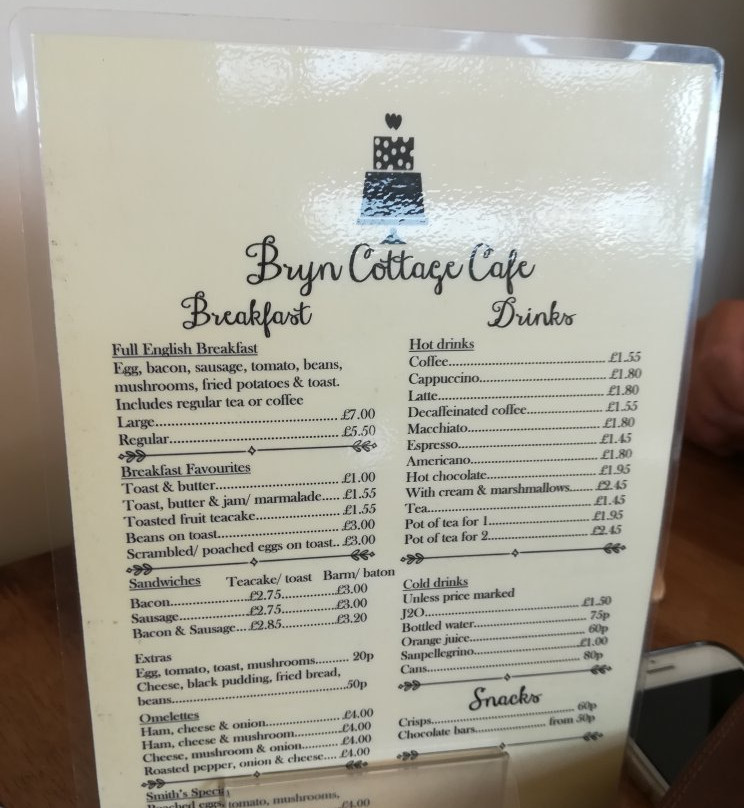 Bryn Cottage Cafe
Breakfast
Full English Breakfast
Egg, bacon, sausage, tomato, beans,
mushrooms, fried potatoes & toast.
Includes regular tea or coffee
Large.......................................£7.00
Regular.....................................£5.50
Breakfast Favourites
Toast & butter...........................£1.00
Toast, butter & jam/ marmalade.....£1.55
Toasted fruit teacake....................£1.55
Beans on toast............................£3.00
Scrambled/ poached eggs on toast..£3.00
Sandwiches Teacake/ toast Barm/ baton
Bacon....................£2.75..............£3.00
Sausage..................£2.75..............£3.00
Bacon & Sausage...£2.85..............£3.20
Extras
Egg, tomato, toast, mushrooms......... 20p
Cheese, black pudding, fried bread,
beans.........................................50p
Omelettes
Ham, cheese & onion....................£4.00
Ham, cheese & mushroom.............£4.00
Cheese, mushroom & onion...........£4.00
Roasted pepper, onion & cheese....£4.00
Smith's
Poached eggs, tomato, mushrooms,
£4.00
Drinks
Hot drinks
Coffee.......................................£1.55
Cappuccino................................£1.80
Latte.........................................£1.80
Decaffeinated coffee...................£1.55
Macchiato..................................£1.80
Espresso....................................£1.45
Americano.................................£1.80
Hot chocolate............................£1.95
With cream & marshmallows.......£2.45
Tea...........................................£1.45
Pot of tea for 1..........................£1.95
Pot of tea for 2..........................£2.45
Cold drinks
Unless price marked
J2O..........................................£1.50
Bottled water............................ 75p
Orange juice............................. 60p
Sanpellegrino............................£1.00
Cans........................................ 80p
Snacks
Crisps...................................... 60p
Chocolate bars.................... from 50p